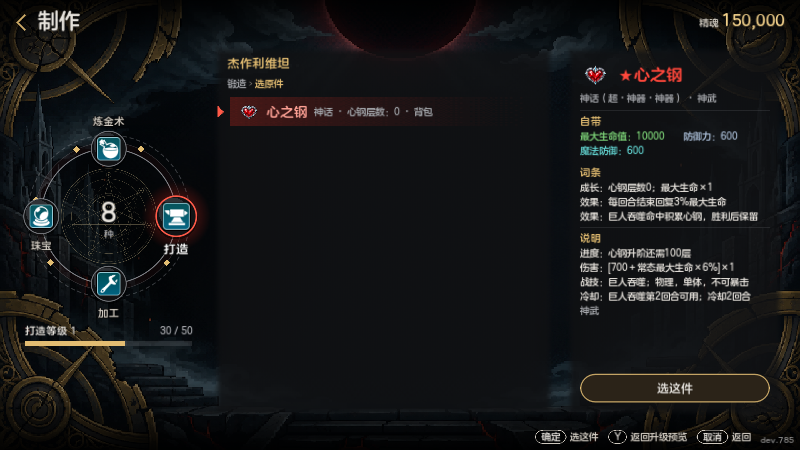 制作
精魂 150,000
炼金术
珠宝
8
种
打造
加工
打造等级 1
30 / 50
杰作利维坦
锻造 · 选原件
心之钢 神话 · 心钢层数：0 · 背包
★心之钢
神话（超 · 神器 · 神器） · 神武
自带
最大生命值：10000 防御力：600
魔法防御：600
词条
成长：心钢层数0；最大生命×1
效果：每回合结束回复3%最大生命
效果：巨人吞噬命中积累心钢，胜利后保留
说明
进度：心钢升阶还需100层
伤害：[700 + 常态最大生命×6%]×1
战技：巨人吞噬；物理，单体，不可暴击
冷却：巨人吞噬第2回合可用；冷却2回合
神武
选这件
确定 选这件 Y 返回升级预览 取消 返回
dev.785